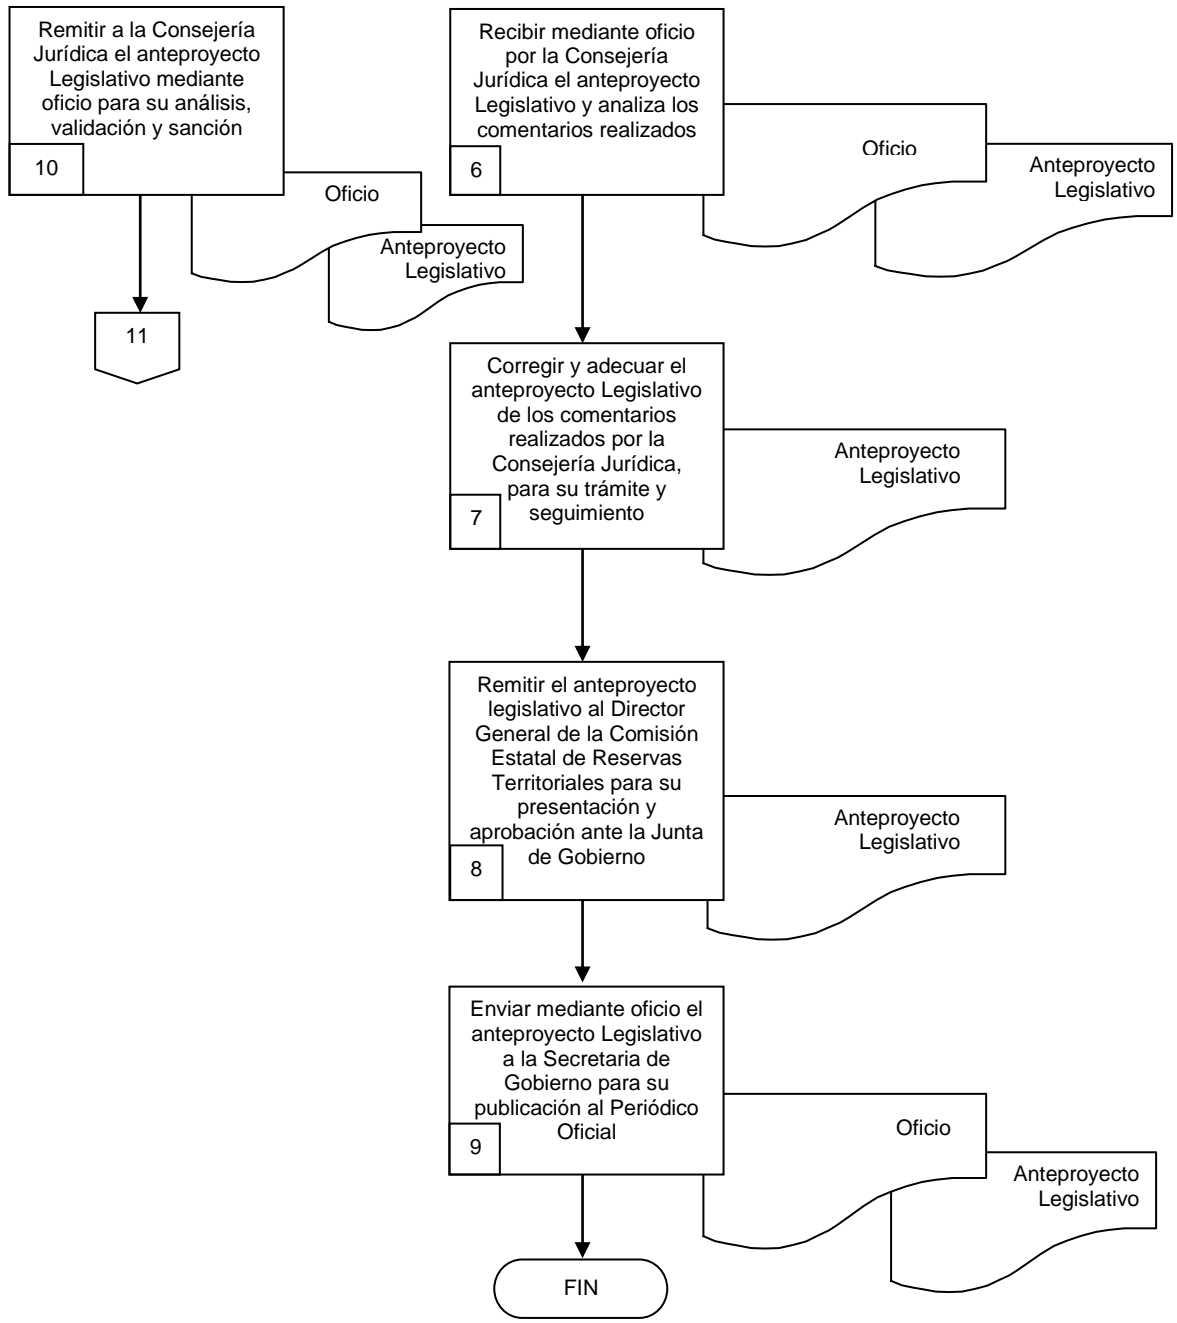 Remitir a la Consejería
Jurídica el anteproyecto
Legislativo mediante
oficio para su análisis,
validación y sanción
10
Oficio
Anteproyecto
Legislativo
11
Recibir mediante oficio
por la Consejería
Jurídica el anteproyecto
Legislativo y analiza los
comentarios realizados
6
Oficio
Anteproyecto
Legislativo
Corregir y adecuar el
anteproyecto Legislativo
de los comentarios
realizados por la
Consejería Jurídica,
para su trámite y
seguimiento
7
Anteproyecto
Legislativo
Remitir el anteproyecto
legislativo al Director
General de la Comisión
Estatal de Reservas
Territoriales para su
presentación y
aprobación ante la Junta
de Gobierno
8
Anteproyecto
Legislativo
Enviar mediante oficio el
anteproyecto Legislativo
a la Secretaria de
Gobierno para su
publicación al Periódico
Oficial
9
Oficio
Anteproyecto
Legislativo
FIN